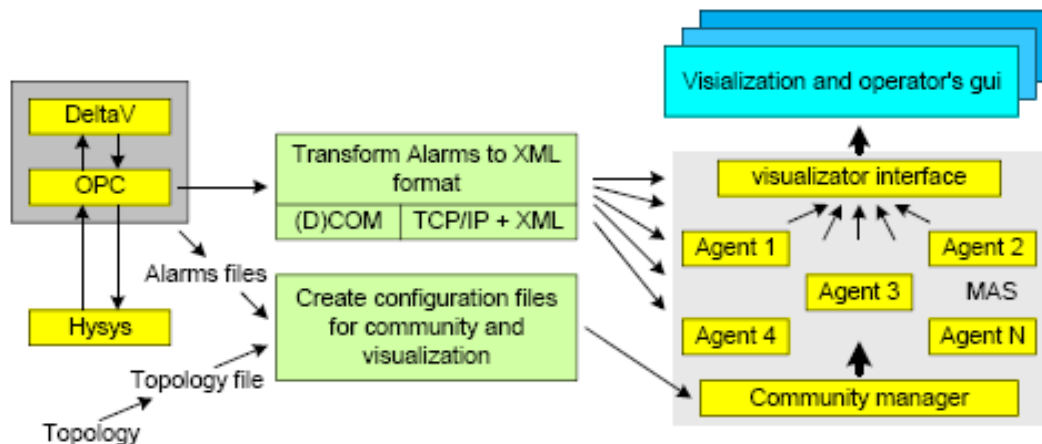 Visialization and operator's gui
DeltaV
OPC
Transform Alarms to XML
format
(D)COM
TCP/IP + XML
visualizator interface
Agent 1
Agent 2
Alarms files
Agent 3
MAS
Create configuration files
for community and
visualization
Hysys
Agent 4
Agent N
Topology file
Community manager
Topology